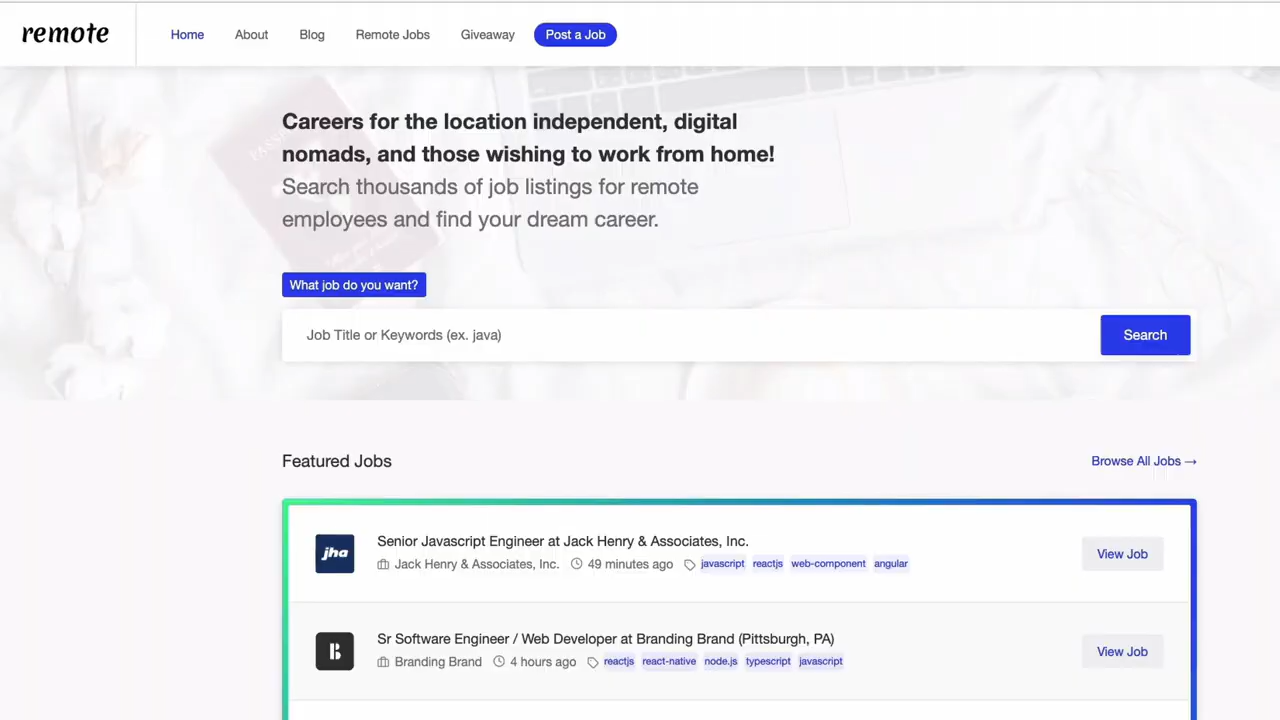 remote
Home
About
Blog
Remote Jobs
Giveaway
Post a Job
Careers for the location independent, digital
nomads, and those wishing to work from home!
Search thousands of job listings for remote
employees and find your dream career.
What job do you want?
Job Title or Keywords (ex. java)
Search
Featured Jobs
Browse All Jobs →
jha
Senior Javascript Engineer at Jack Henry & Associates, Inc.
Jack Henry & Associates, Inc. 49 minutes ago javascript reactjs web-component angular
View Job
B
Sr Software Engineer / Web Developer at Branding Brand (Pittsburgh, PA)
Branding Brand 4 hours ago reactjs react-native node.js typescript javascript
View Job